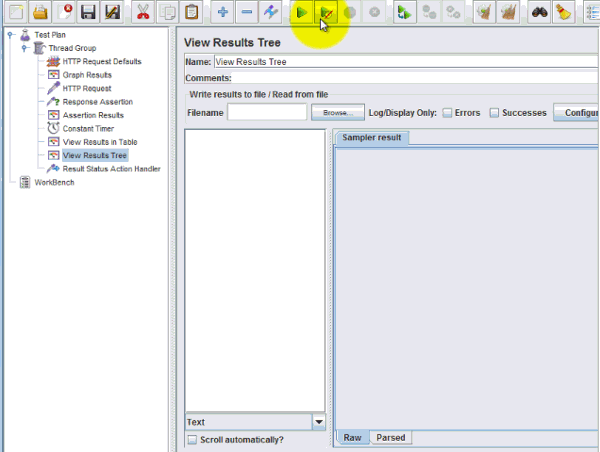 Test Plan
Thread Group
HTTP Request Defaults
Graph Results
HTTP Request
Response Assertion
Assertion Results
Constant Timer
View Results in Table
View Results Tree
Result Status Action Handler
WorkBench
View Results Tree
Name: View Results Tree
Comments:
Write results to file / Read from file
Filename Browse... Log/Display Only: Errors Successes Configur
Sampler result
Text
Scroll automatically?
Raw Parsed